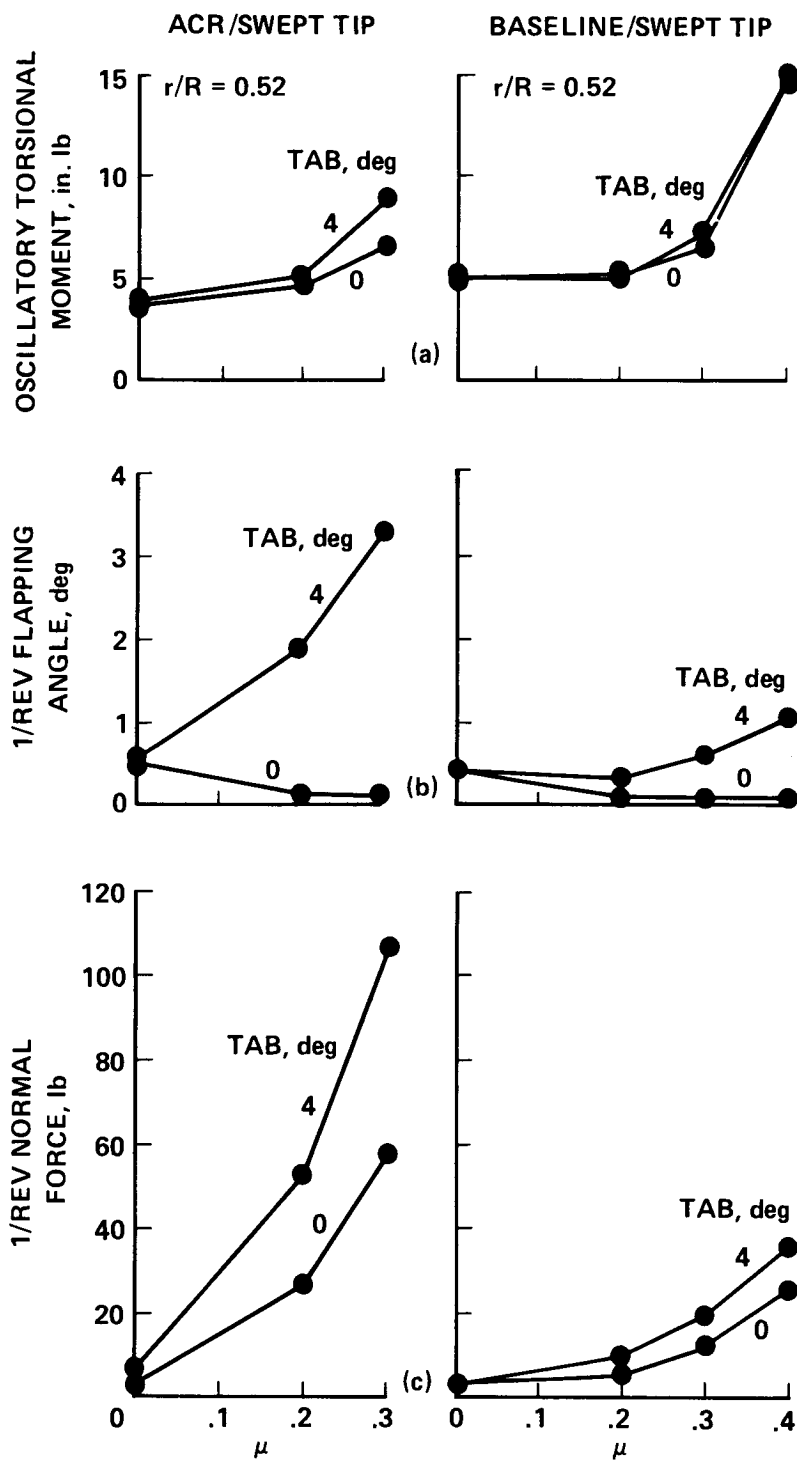 ACR/SWEPT TIP
BASELINE/SWEPT TIP
OSCILLATORY TORSIONAL
MOMENT, in. lb
15
10
5
0
r/R = 0.52
TAB, deg
4
0
(a)
r/R = 0.52
TAB, deg
4
0
1/REV FLAPPING
ANGLE, deg
4
3
2
1
0
TAB, deg
4
0
(b)
TAB, deg
4
0
1/REV NORMAL
FORCE, lb
120
100
80
60
40
20
TAB, deg
4
0
(c)
TAB, deg
4
0
0 .1 .2 .3
μ
0 .1 .2 .3 .4
μ